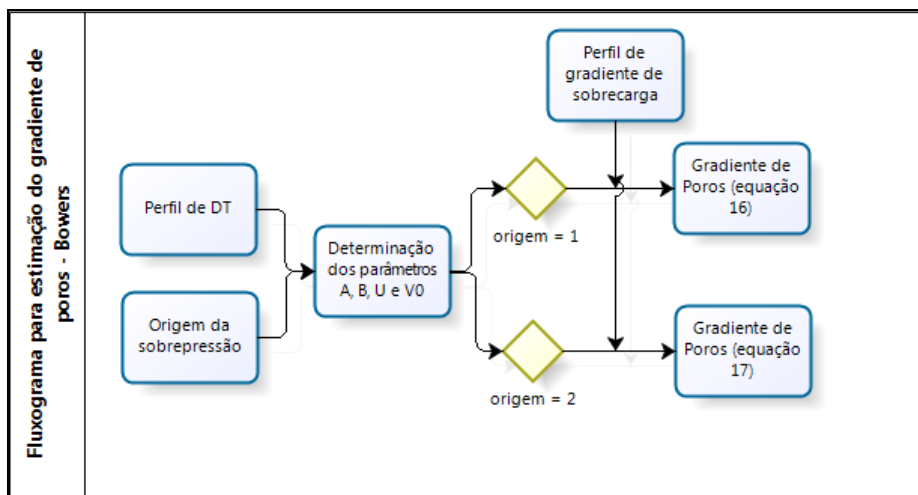 Fluxograma para estimação do gradiente de
poros - Bowers
Perfil de
gradiente de
sobrecarga
Perfil de DT
Origem da
sobrepressão
Determinação
dos parâmetros
A, B, U e V0
origem = 1
origem = 2
Gradiente de
Poros (equação
16)
Gradiente de
Poros (equação
17)